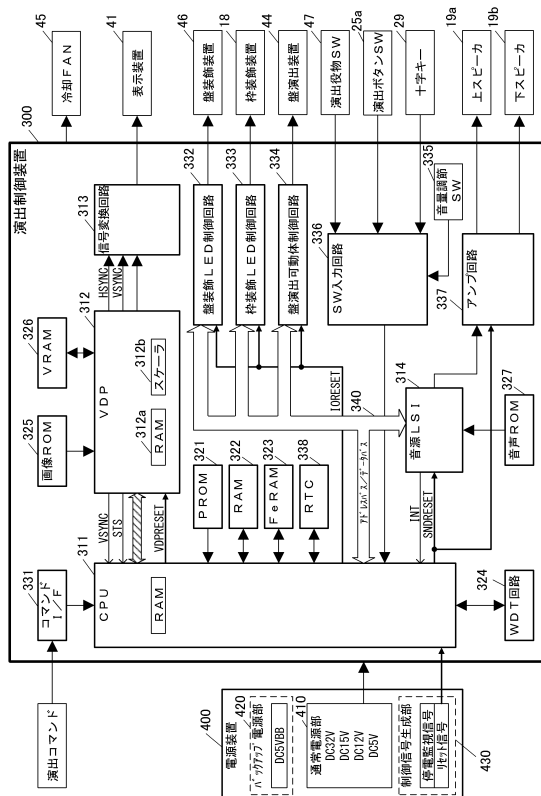 演出制御装置
300
45
冷却FAN
41
表示装置
46
盤装飾装置
18
枠装飾装置
44
盤演出装置
47
演出役物SW
25a
演出ボタンSW
29
十字キー
19a
上スピーカ
19b
下スピーカ
313
信号変換回路
HSYNC
VSYNC
332
盤装飾LED制御回路
333
枠装飾LED制御回路
334
盤演出可動体制御回路
335
音量調節
SW
336
SW入力回路
337
アンプ回路
326
VRAM
325
画像ROM
312
VDP
312a
RAM
312b
スケーラ
VSYNC
STS
VDPRESET
321
PROM
322
RAM
323
FeRAM
338
RTC
IORESET
340
アドレスバス/データバス
314
音源LSI
327
音声ROM
INT
SNDRESET
331
コマンド
I/F
311
CPU
RAM
324
WDT回路
演出コマンド
400
電源装置
420
バックアップ電源部
DC5VBB
410
通常電源部
DC32V
DC15V
DC12V
DC5V
制御信号生成部
停電監視信号
リセット信号
430